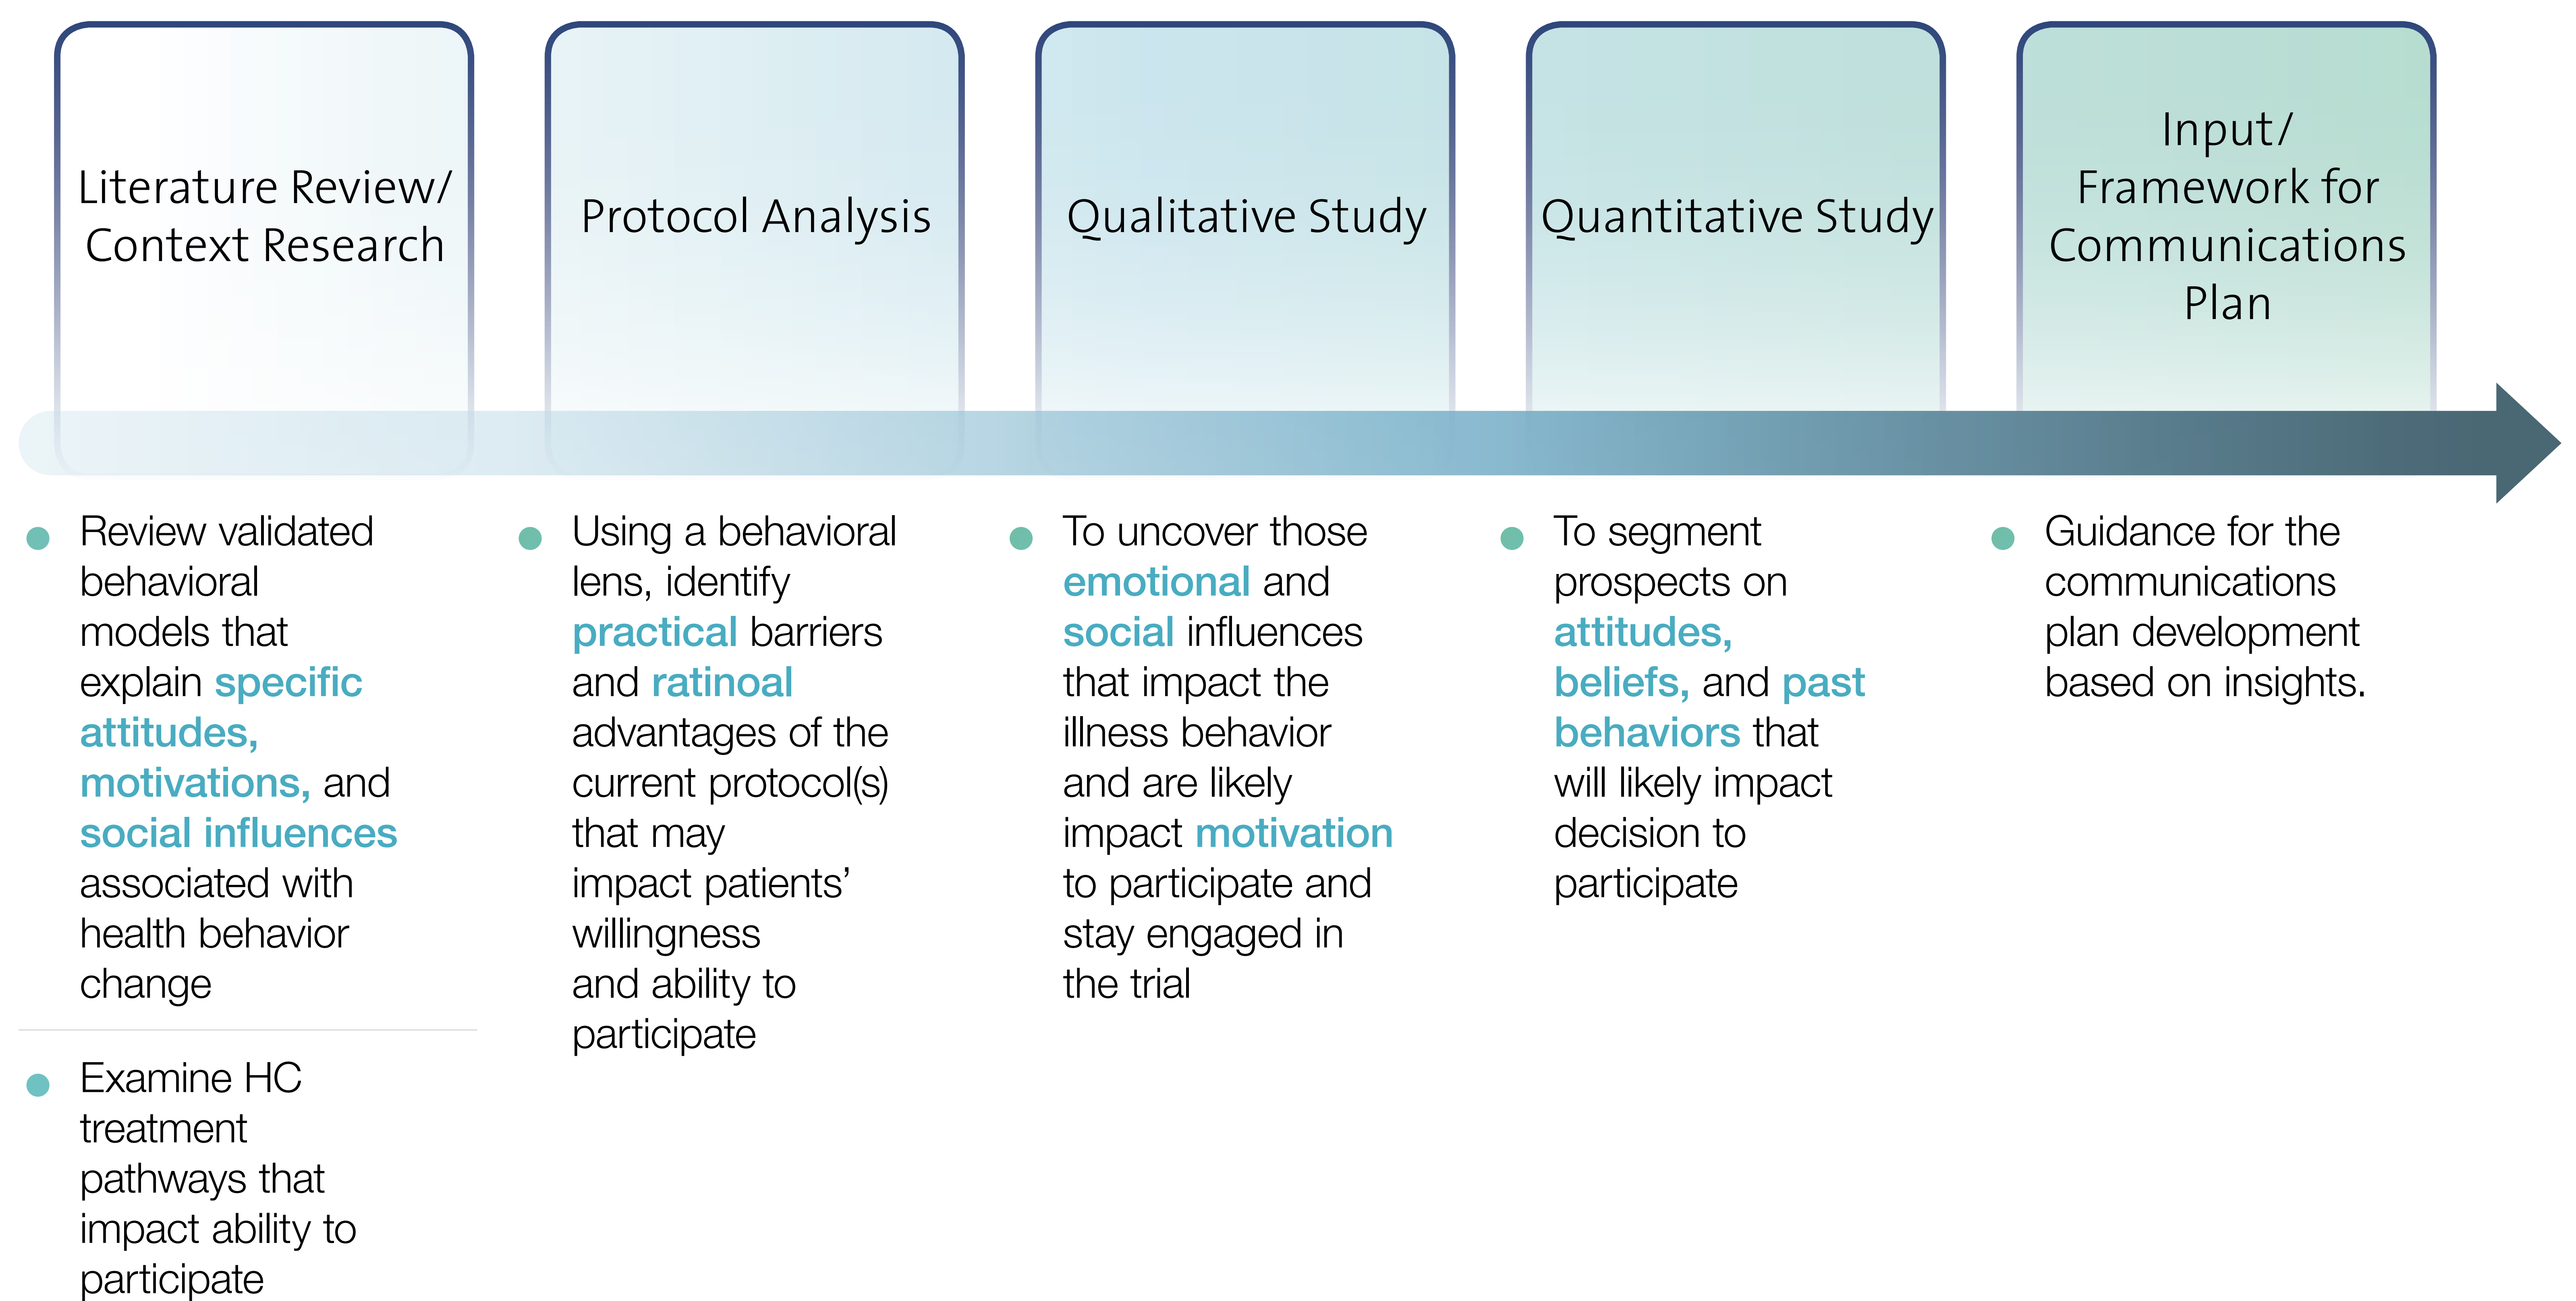 Literature Review/
Context Research
Protocol Analysis
Qualitative Study
Quantitative Study
Input/
Framework for
Communications
Plan
Review validated
behavioral
models that
explain specific
attitudes,
motivations, and
social influences
associated with
health behavior
change
Examine HC
treatment
pathways that
impact ability to
participate
Using a behavioral
lens, identify
practical barriers
and ratinoal
advantages of the
current protocol(s)
that may
impact patients’
willingness
and ability to
participate
To uncover those
emotional and
social influences
that impact the
illness behavior
and are likely
impact motivation
to participate and
stay engaged in
the trial
To segment
prospects on
attitudes,
beliefs, and past
behaviors that
will likely impact
decision to
participate
Guidance for the
communications
plan development
based on insights.